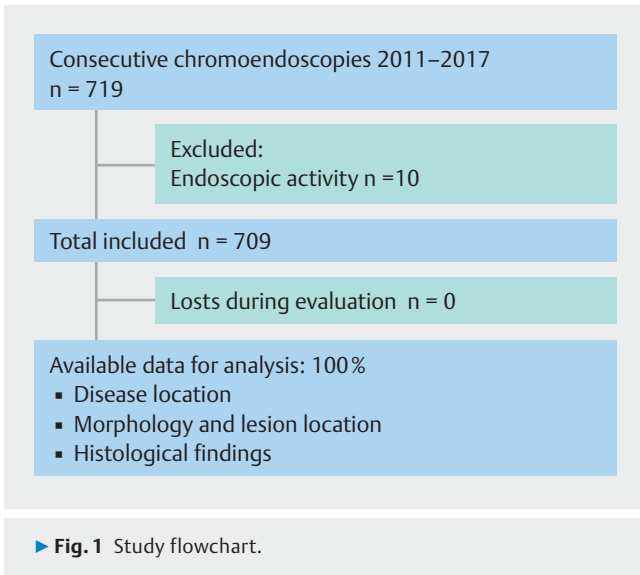 Consecutive chromoendoscopies 2011–2017
n = 719
Excluded:
Endoscopic activity n =10
Total included n = 709
Losts during evaluation n = 0
Available data for analysis: 100%
▪ Disease location
▪ Morphology and lesion location
▪ Histological findings
▶ Fig. 1 Study flowchart.